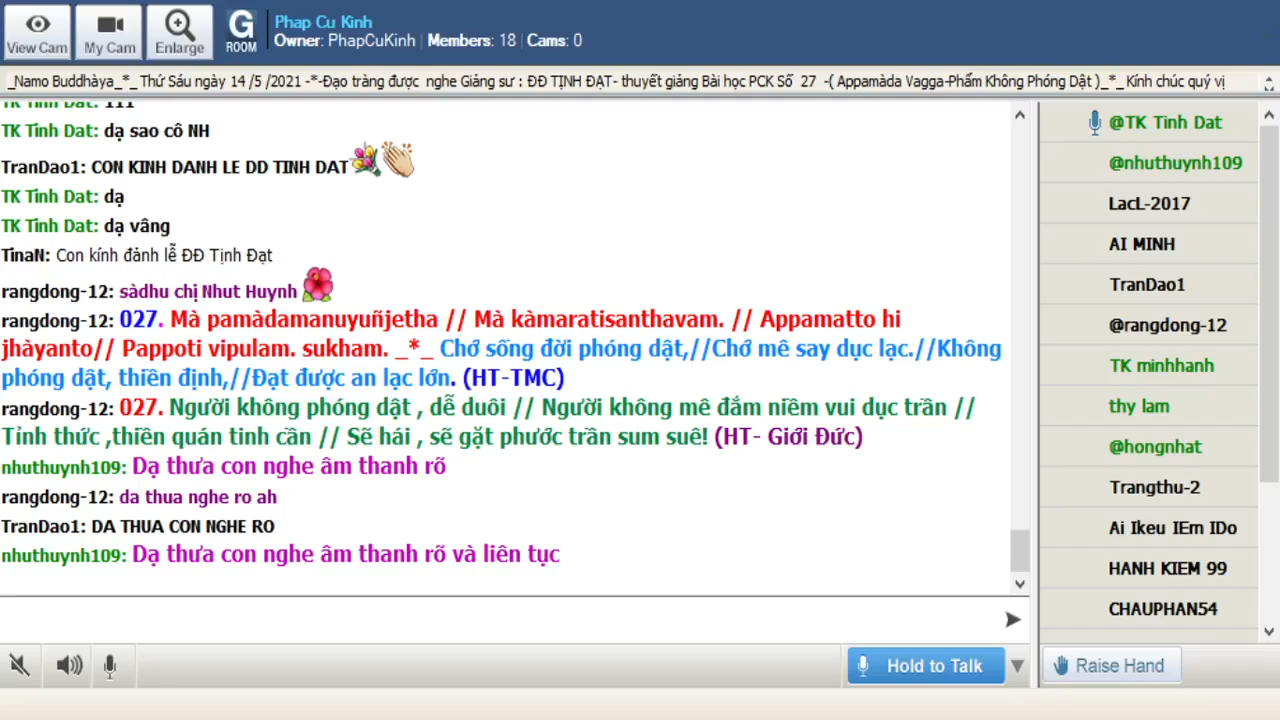 View Cam
My Cam
Enlarge
G
ROOM
Phap Cu Kinh
Owner: PhapCuKinh | Members: 18 | Cams: 0
_Namo Buddhàya_*_ Thứ Sáu ngày 14 /5 /2021 -*-Đạo tràng được nghe Giảng sư : ĐĐ TỊNH ĐẠT- thuyết giảng Bài học PCK Số 27 -( Appamàda Vagga-Phẩm Không Phóng Dật )_*_Kính chúc quý vị
TK Tinh Dat: 111
TK Tinh Dat: dạ sao cô NH
TranDao1: CON KINH DANH LE DD TINH DAT
TK Tinh Dat: dạ
TK Tinh Dat: dạ vâng
TinaN: Con kính đảnh lễ ĐĐ Tịnh Đạt
rangdong-12: sàdhu chị Nhut Huynh
rangdong-12: 027. Mà pamàdamanuyuñjetha // Mà kàmaratisanthavam. // Appamatto hi
jhàyanto// Pappoti vipulam. sukham. _*_ Chớ sống đời phóng dật,//Chớ mê say dục lạc.//Không
phóng dật, thiền định,//Đạt được an lạc lớn. (HT-TMC)
rangdong-12: 027. Người không phóng dật , dễ duôi // Người không mê đắm niềm vui dục trần //
Tỉnh thức ,thiền quán tinh cần // Sẽ hái , sẽ gặt phước trần sum suê! (HT- Giới Đức)
nhuthuynh109: Dạ thưa con nghe âm thanh rõ
rangdong-12: da thua nghe ro ah
TranDao1: DA THUA CON NGHE RO
nhuthuynh109: Dạ thưa con nghe âm thanh rõ và liên tục
@TK Tinh Dat
@nhuthuynh109
LacL-2017
AI MINH
TranDao1
@rangdong-12
TK minhhanh
thy lam
@hongnhat
Trangthu-2
Ai Ikeu IEm IDo
HANH KIEM 99
CHAUPHAN54
Hold to Talk
Raise Hand